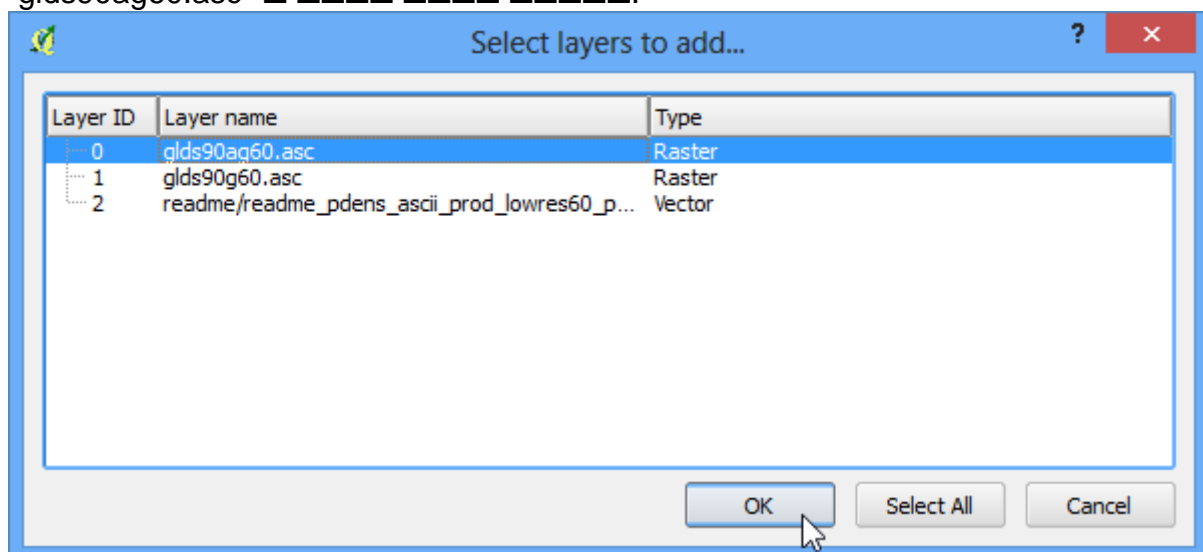 Select layers to add...
?
Layer ID Layer name Type
0 glds90ag60.asc Raster
1 glds90g60.asc Raster
2 readme/readme_pdens_ascii_prod_lowres60_p... Vector
OK Select All Cancel